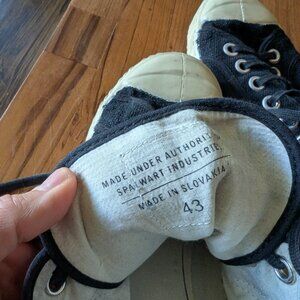 MADE UNDER AUTHORITY
SPALWART INDUSTRIES
MADE IN SLOVAKIA
43